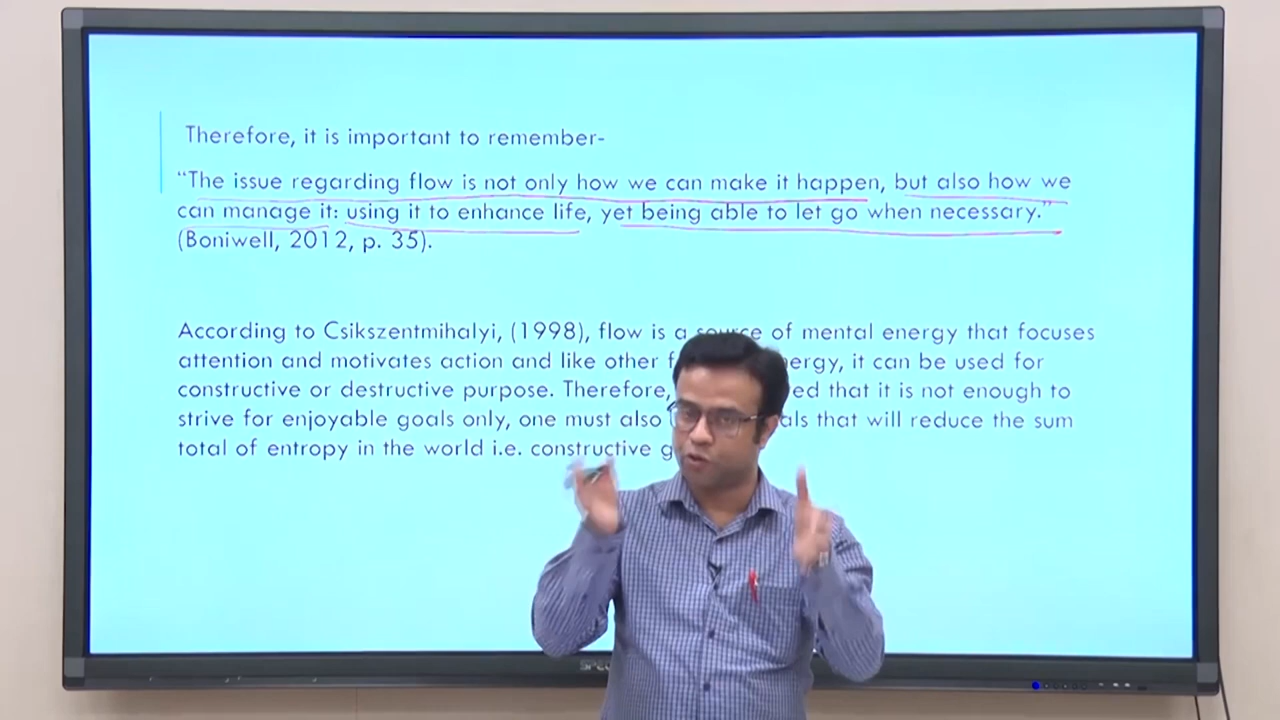 Therefore, it is important to remember-
“The issue regarding flow is not only how we can make it happen, but also how we
can manage it: using it to enhance life, yet being able to let go when necessary.”
(Boniwell, 2012, p. 35).
According to Csikszentmihalyi, (1998), flow is a source of mental energy that focuses
attention and motivates action and like other ergy, it can be used for
constructive or destructive purpose. Therefore, ed that it is not enough to
strive for enjoyable goals only, one must also als that will reduce the sum
total of entropy in the world i.e. constructive